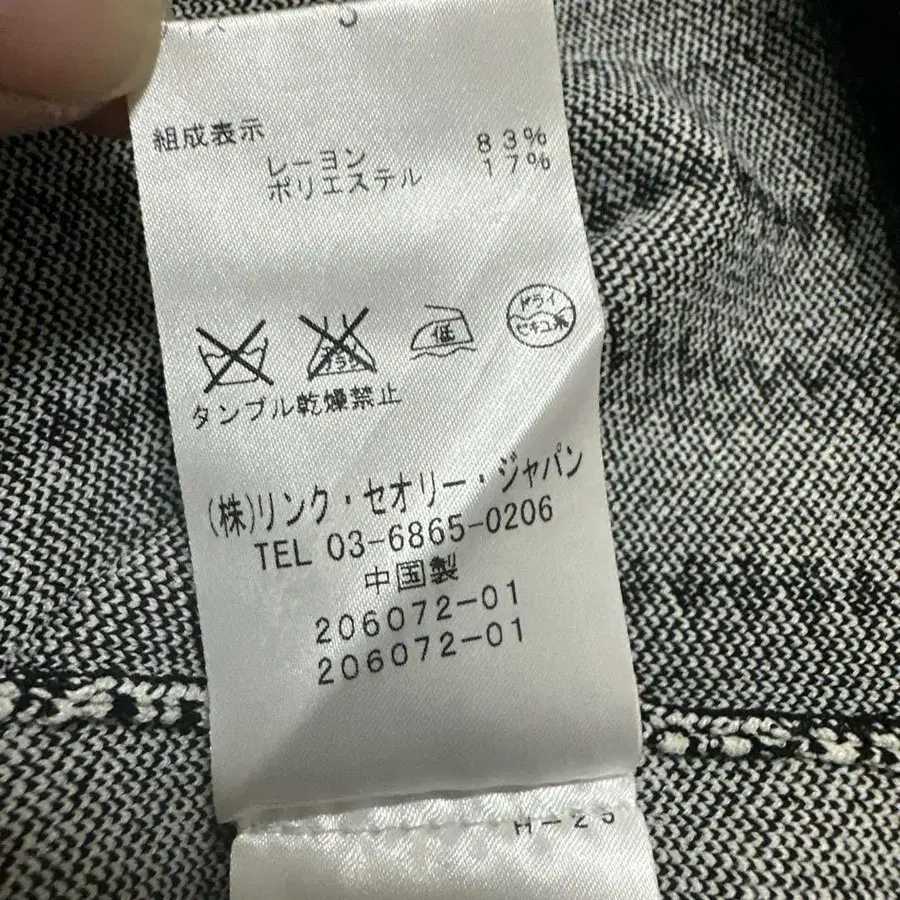 組成表示
レーヨン 83%
ポリエステル 17%
低
ドライ
セキユ系
タンブル乾燥禁止
(株)リンク・セオリー・ジャパン
TEL 03-6865-0206
中国製
206072-01
206072-01